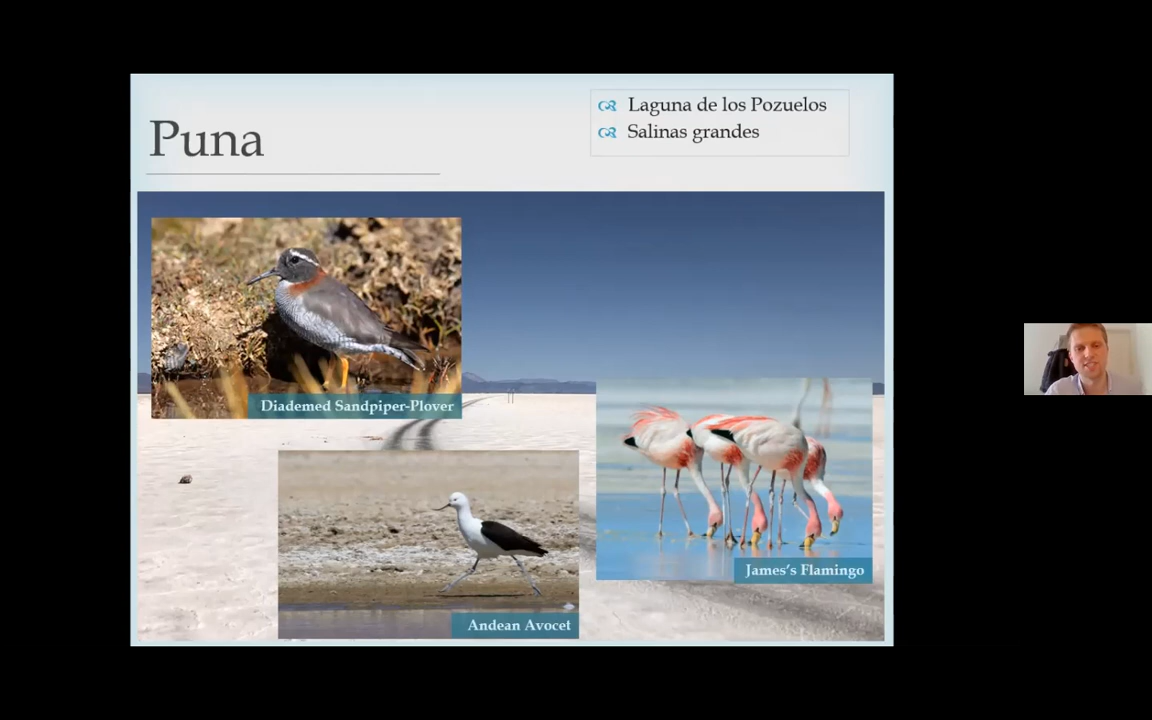 Puna
Laguna de los Pozuelos
Salinas grandes
Diademed Sandpiper-Plover
James's Flamingo
Andean Avocet